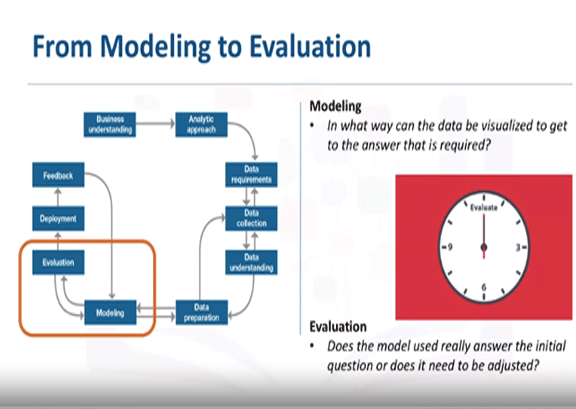 From Modeling to Evaluation
Business
understanding
Analytic
approach
Feedback
Data
requirements
Deployment
Data
collection
Evaluation
Data
understanding
Modeling
Data
preparation
Modeling
• In what way can the data be visualized to get
to the answer that is required?
Evaluate
9
3
6
Evaluation
• Does the model used really answer the initial
question or does it need to be adjusted?